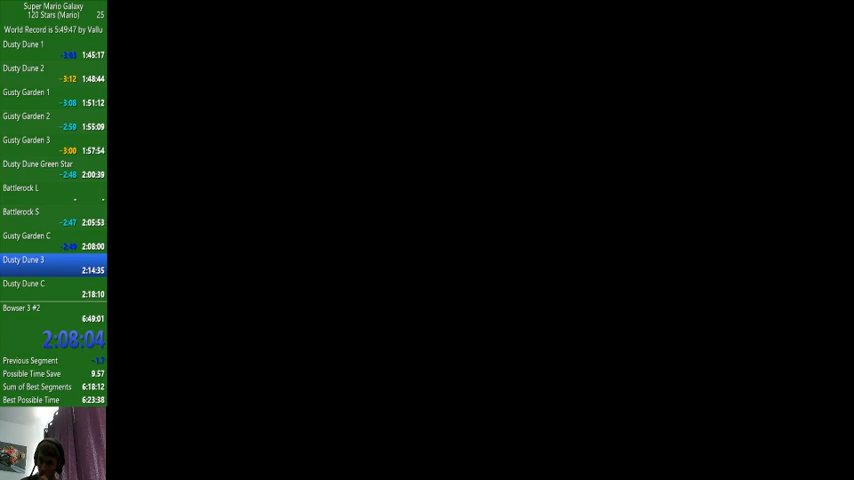 Super Mario Galaxy
120 Stars (Mario) 25
World Record is 5:49:47 by Vallu
Dusty Dune 1
-3:03 1:45:17
Dusty Dune 2
-3:12 1:48:44
Gusty Garden 1
-3:08 1:51:12
Gusty Garden 2
-2:59 1:55:09
Gusty Garden 3
-3:00 1:57:54
Dusty Dune Green Star
-2:48 2:00:39
Battlerock L
- -
Battlerock S
-2:47 2:05:53
Gusty Garden C
-2:49 2:08:00
Dusty Dune 3
2:14:35
Dusty Dune C
2:18:10
Bowser 3 #2
6:49:01
2:08:04
Previous Segment -1.7
Possible Time Save 9.57
Sum of Best Segments 6:18:12
Best Possible Time 6:23:38